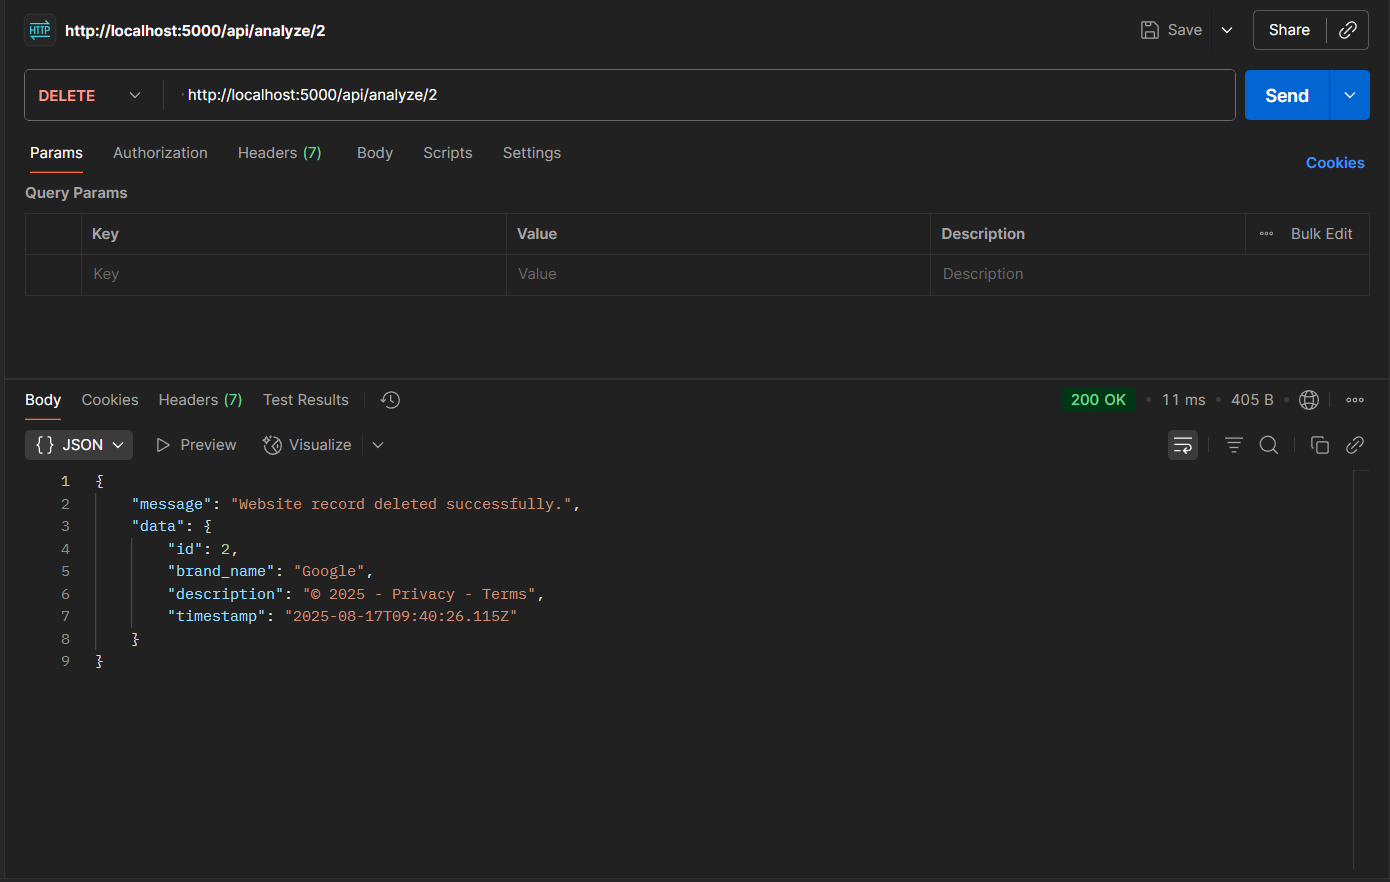 HTTP http://localhost:5000/api/analyze/2 Save Share
DELETE http://localhost:5000/api/analyze/2 Send
Params Authorization Headers (7) Body Scripts Settings Cookies
Query Params
Key Value Description Bulk Edit
Key Value Description
Body Cookies Headers (7) Test Results 200 OK • 11 ms • 405 B •
{} JSON Preview Visualize
1 {
2 "message": "Website record deleted successfully.",
3 "data": {
4 "id": 2,
5 "brand_name": "Google",
6 "description": "© 2025 - Privacy - Terms",
7 "timestamp": "2025-08-17T09:40:26.115Z"
8 }
9 }